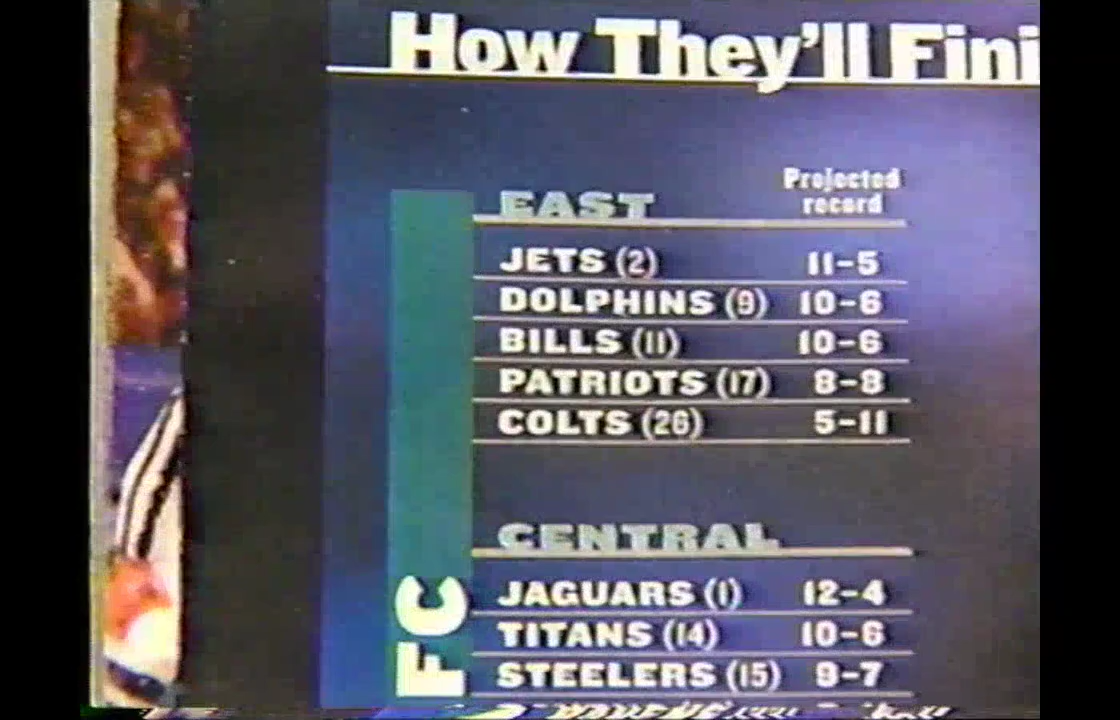 How They'll Fini
Projected
record
EAST
JETS (2) 11-5
DOLPHINS (9) 10-6
BILLS (11) 10-6
PATRIOTS (17) 8-8
COLTS (26) 5-11
CENTRAL
JAGUARS (1) 12-4
TITANS (14) 10-6
STEELERS (15) 9-7
FC